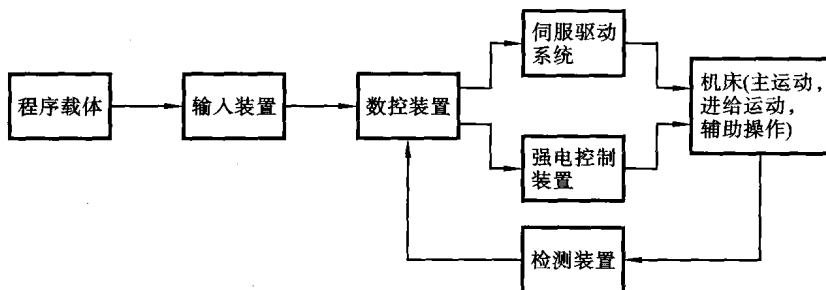 程序载体
输入装置
数控装置
伺服驱动
系统
强电控制
装置
机床(主运动,
进给运动,
辅助操作)
检测装置